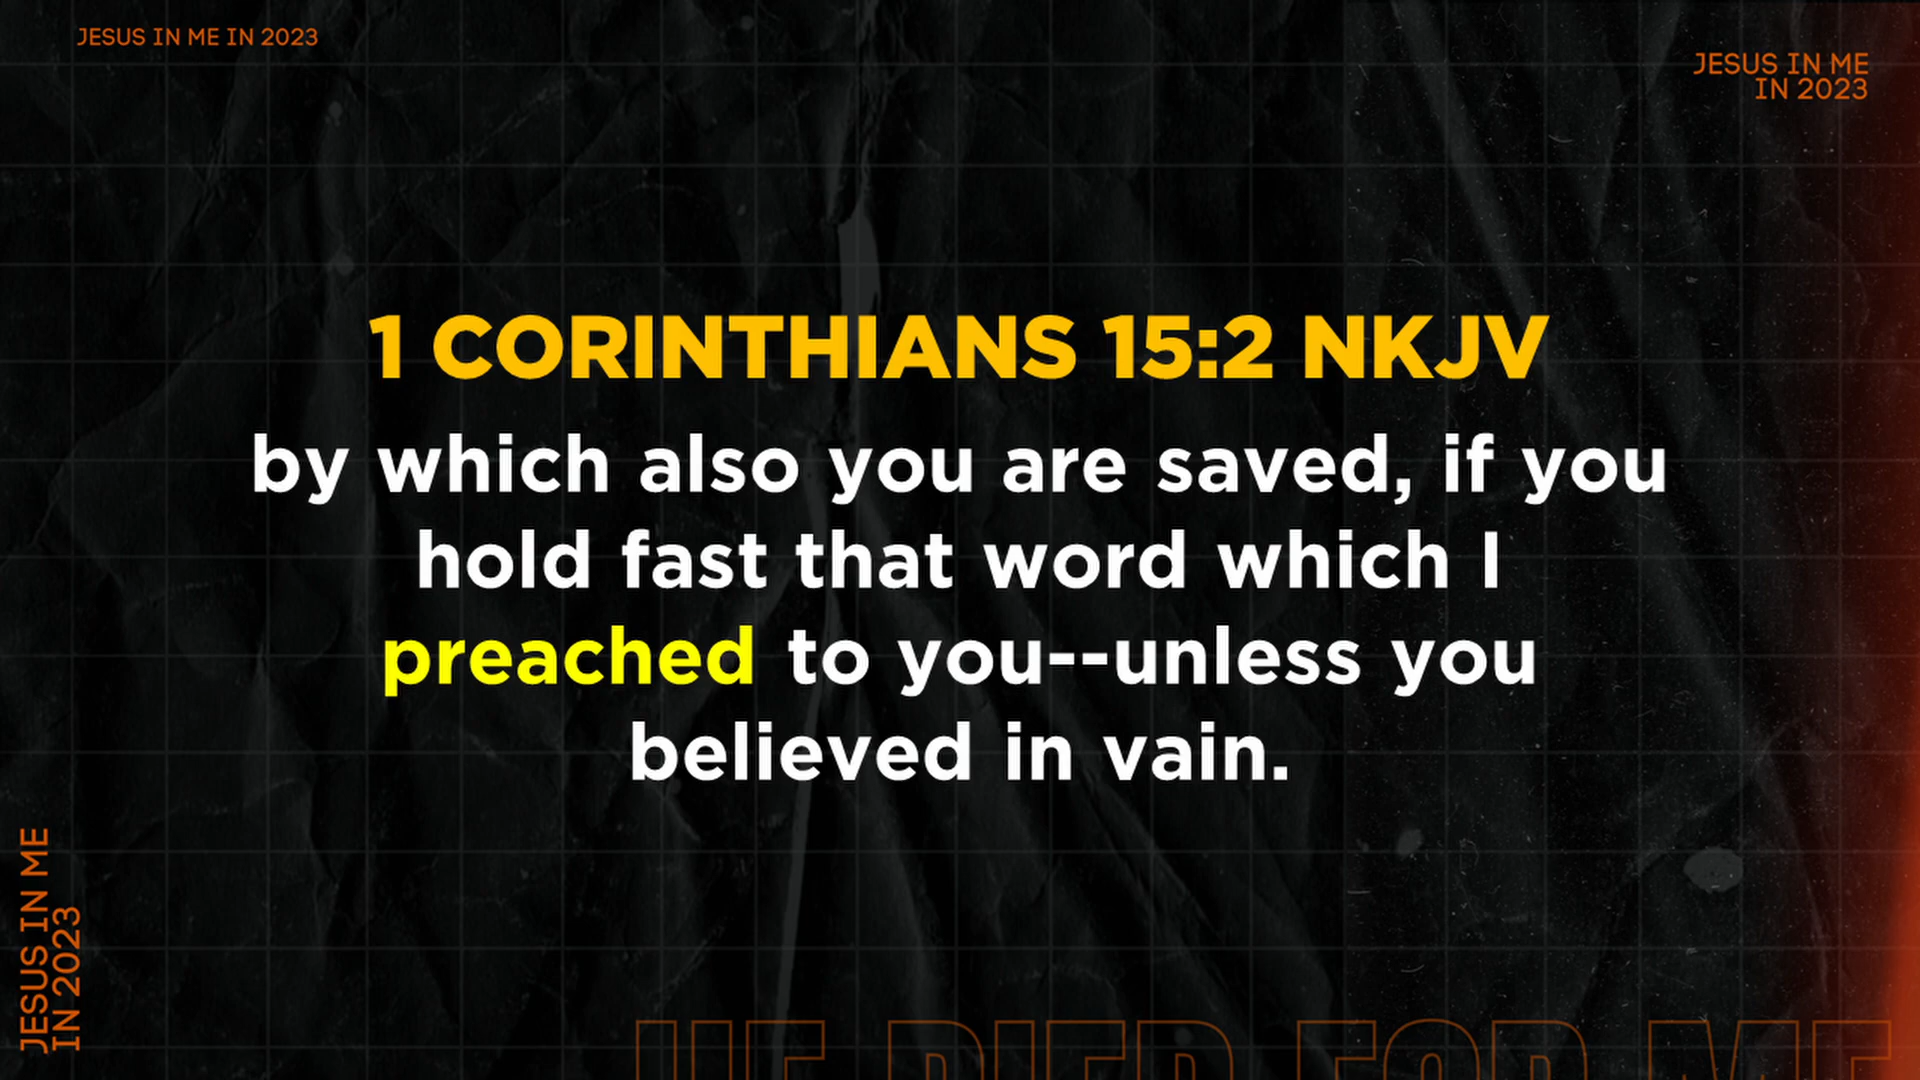 JESUS IN ME IN 2023
JESUS IN ME
IN 2023
1 CORINTHIANS 15:2 NKJV
by which also you are saved, if you
hold fast that word which I
preached to you--unless you
believed in vain.
JESUS IN ME
IN 2023
HE DIED FOR ME